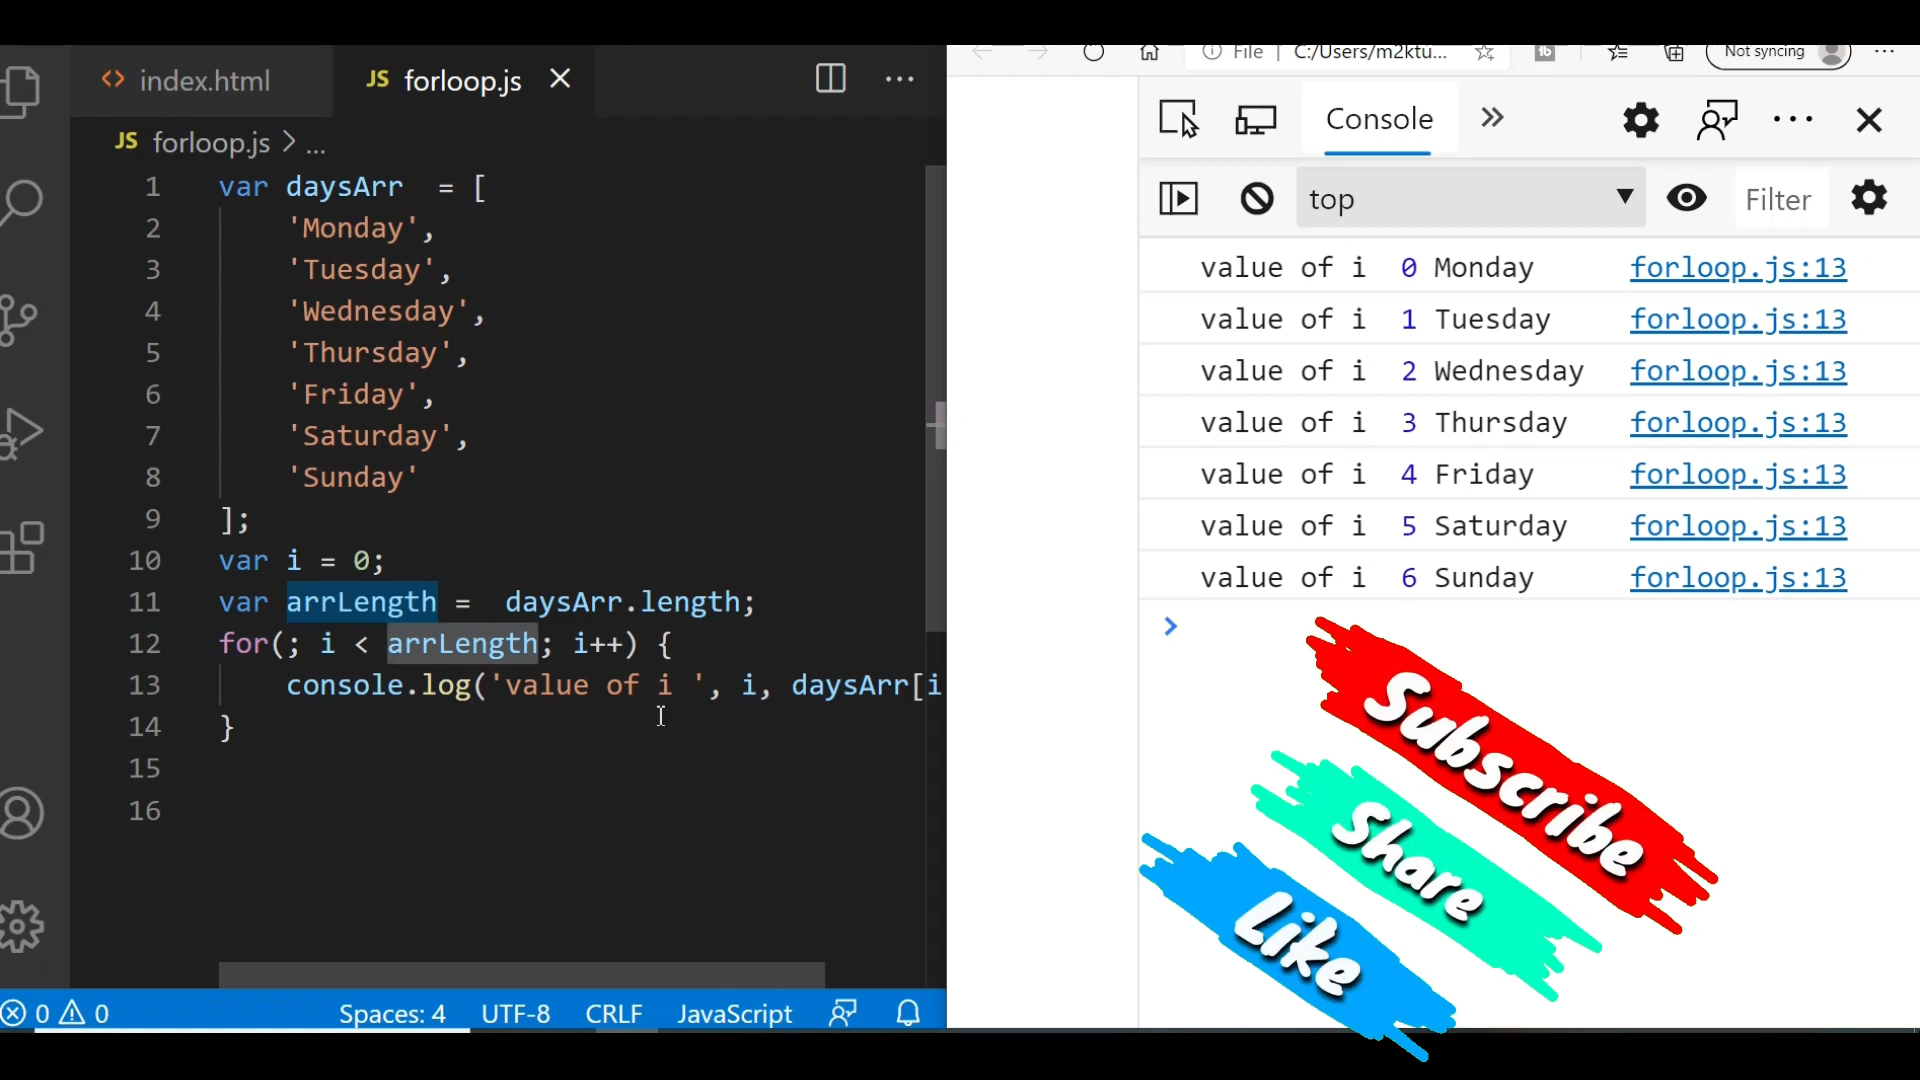 index.html
JS forloop.js
JS forloop.js > ...
1 var daysArr  = [
2 'Monday',
3 'Tuesday',
4 'Wednesday',
5 'Thursday',
6 'Friday',
7 'Saturday',
8 'Sunday'
9 ];
10 var i = 0;
11 var arrLength =  daysArr.length;
12 for(; i < arrLength; i++) {
13 console.log('value of i ', i, daysArr[i
14 }
15
16
0 0 Spaces: 4 UTF-8 CRLF JavaScript
File C:/Users/m2ktu... Not syncing
Console
top Filter
value of i  0 Monday forloop.js:13
value of i  1 Tuesday forloop.js:13
value of i  2 Wednesday forloop.js:13
value of i  3 Thursday forloop.js:13
value of i  4 Friday forloop.js:13
value of i  5 Saturday forloop.js:13
value of i  6 Sunday forloop.js:13
Subscribe
Share
Like